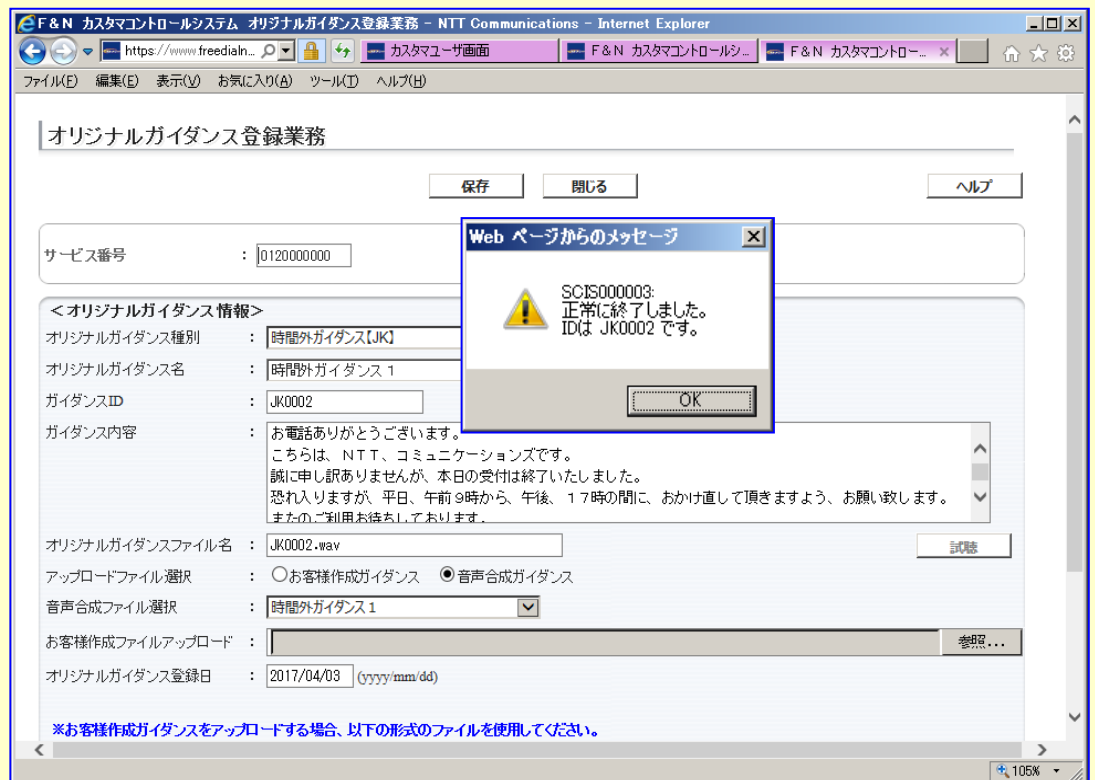 F&N カスタマコントロールシステム オリジナルガイダンス登録業務 - NTT Communications - Internet Explorer
https://www.freedialn... カスタマユーザ画面 F&N カスタマコントロールシ... F&N カスタマコントロー...
ファイル(F) 編集(E) 表示(V) お気に入り(A) ツール(T) ヘルプ(H)
オリジナルガイダンス登録業務
保存 閉じる ヘルプ
サービス番号 : 0120000000
Web ページからのメッセージ
SCIS000003:
正常に終了しました。
IDは JK0002 です。
OK
＜オリジナルガイダンス情報＞
オリジナルガイダンス種別 : 時間外ガイダンス【JK】
オリジナルガイダンス名 : 時間外ガイダンス１
ガイダンスID : JK0002
ガイダンス内容 : お電話ありがとうございます。
こちらは、ＮＴＴ、コミュニケーションズです。
誠に申し訳ありませんが、本日の受付は終了いたしました。
恐れ入りますが、平日、午前９時から、午後、１７時の間に、おかけ直して頂きますよう、お願い致します。
またのご利用お待ちしております。
オリジナルガイダンスファイル名 : JK0002.wav 試聴
アップロードファイル選択 : お客様作成ガイダンス 音声合成ガイダンス
音声合成ファイル選択 : 時間外ガイダンス１
お客様作成ファイルアップロード : 参照...
オリジナルガイダンス登録日 : 2017/04/03 (yyyy/mm/dd)
※お客様作成ガイダンスをアップロードする場合、以下の形式のファイルを使用してください。
105%